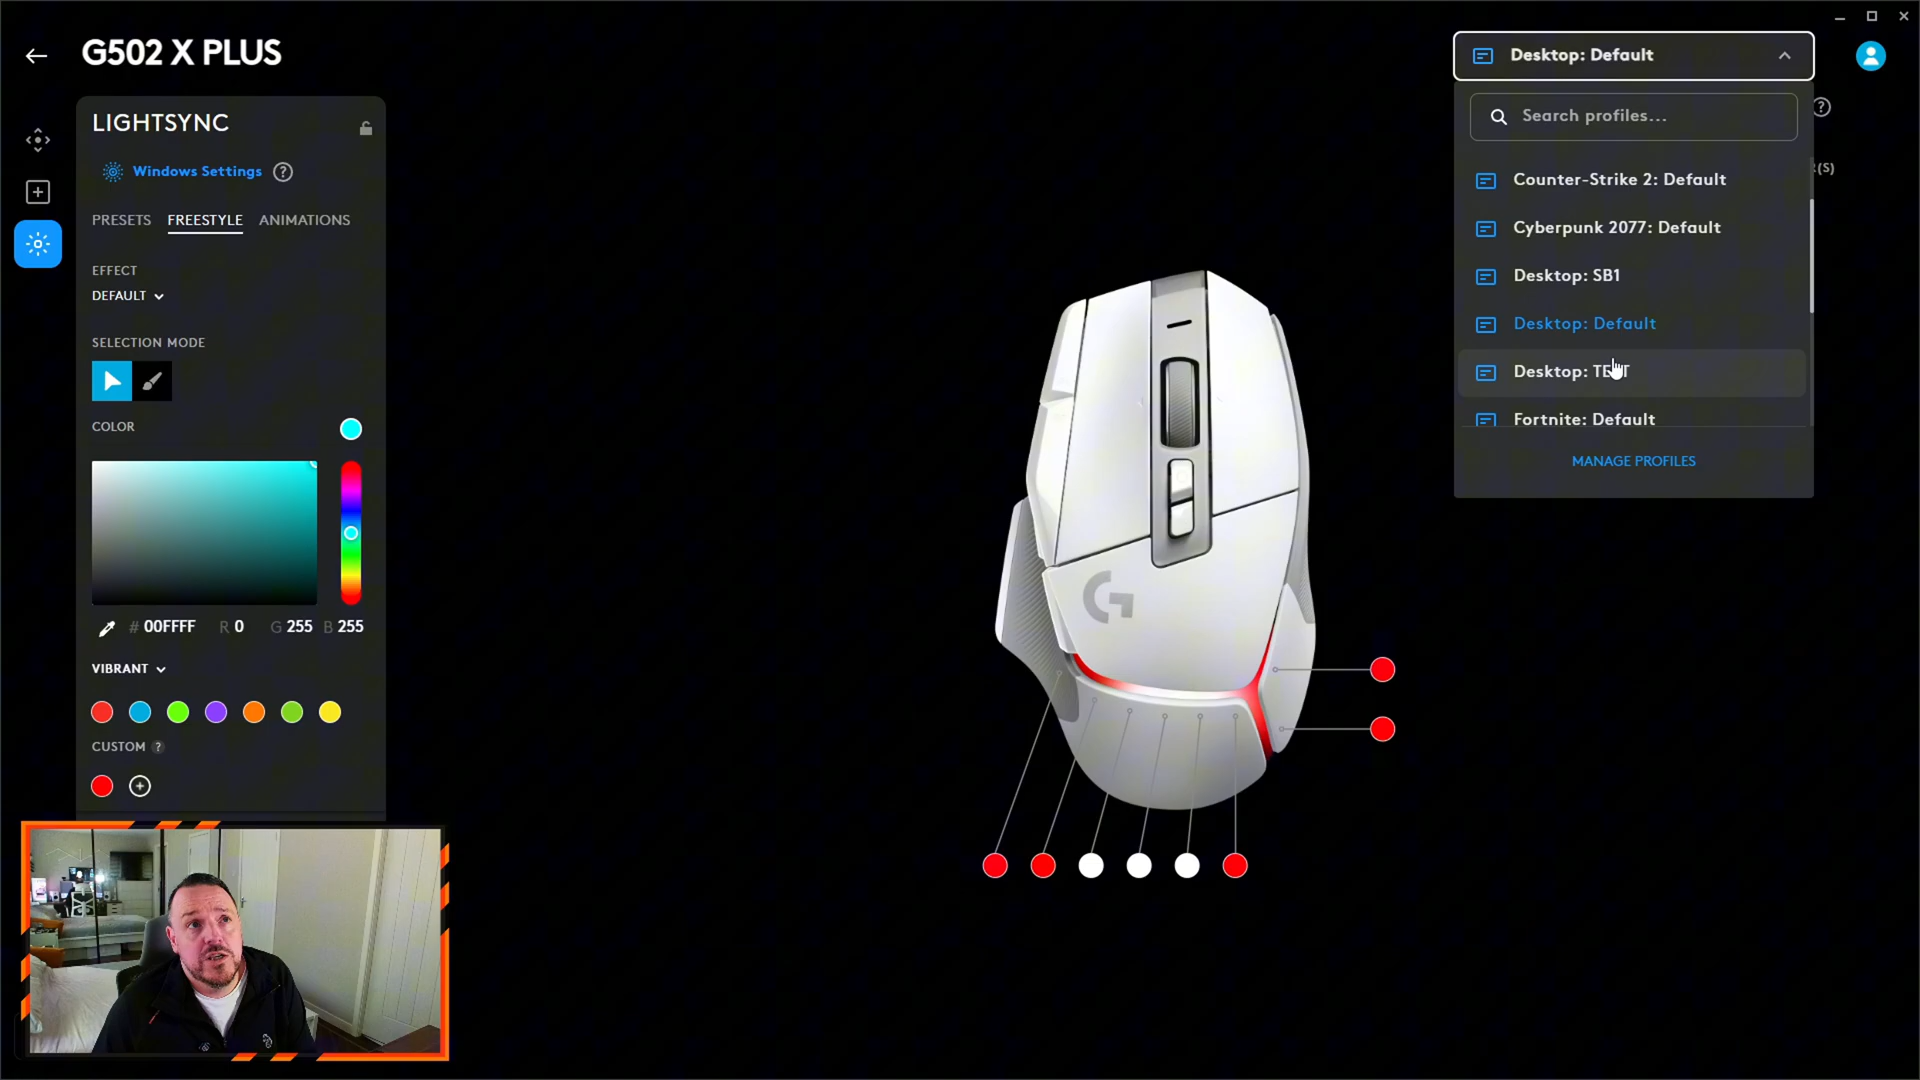 G502 X PLUS
Desktop: Default
LIGHTSYNC
Windows Settings ?
PRESETS FREESTYLE ANIMATIONS
EFFECT
DEFAULT
SELECTION MODE
COLOR
# 00FFFF R 0 G 255 B 255
VIBRANT
CUSTOM ?
Search profiles...
?
(S)
Counter-Strike 2: Default
Cyberpunk 2077: Default
Desktop: SB1
Desktop: Default
Desktop:
Fortnite: Default
MANAGE PROFILES